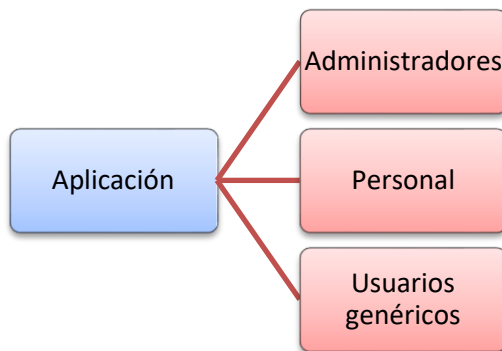 Administradores
Aplicación
Personal
Usuarios
genéricos